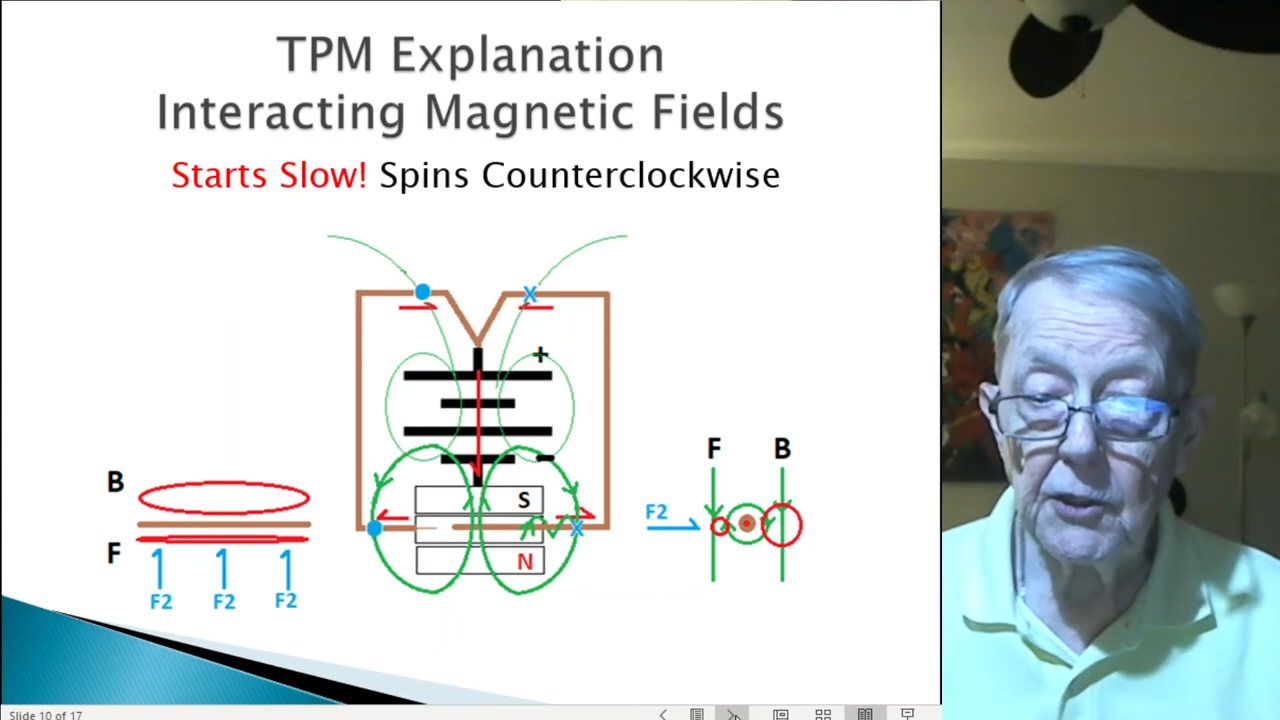 TPM Explanation
Interacting Magnetic Fields
Starts Slow! Spins Counterclockwise
X
+
F B
B
S
F2
X
F
N
F2 F2 F2
Slide 10 of 17